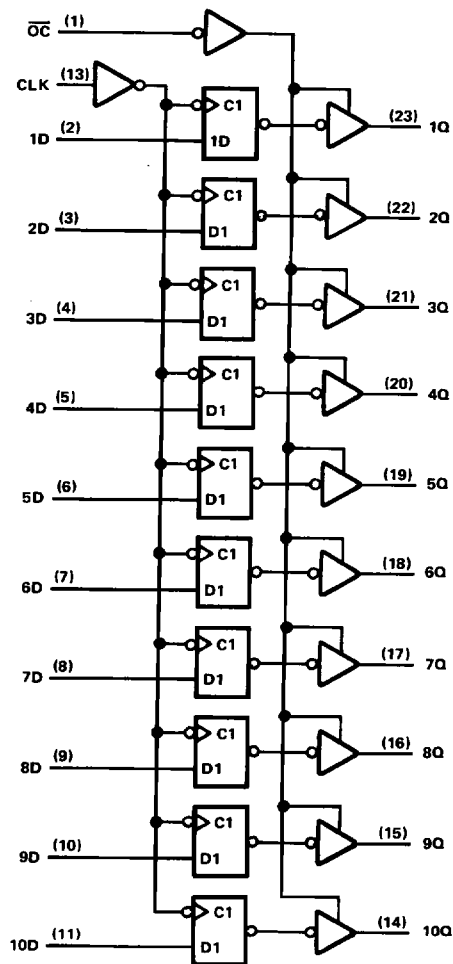 OC (1)
CLK (13)
C1
1D (2) 1D (23) 1Q
C1
2D (3) D1 (22) 2Q
C1
3D (4) D1 (21) 3Q
C1
4D (5) D1 (20) 4Q
C1
5D (6) D1 (19) 5Q
C1
6D (7) D1 (18) 6Q
C1
7D (8) D1 (17) 7Q
C1
8D (9) D1 (16) 8Q
C1
9D (10) D1 (15) 9Q
C1
10D (11) D1 (14) 10Q